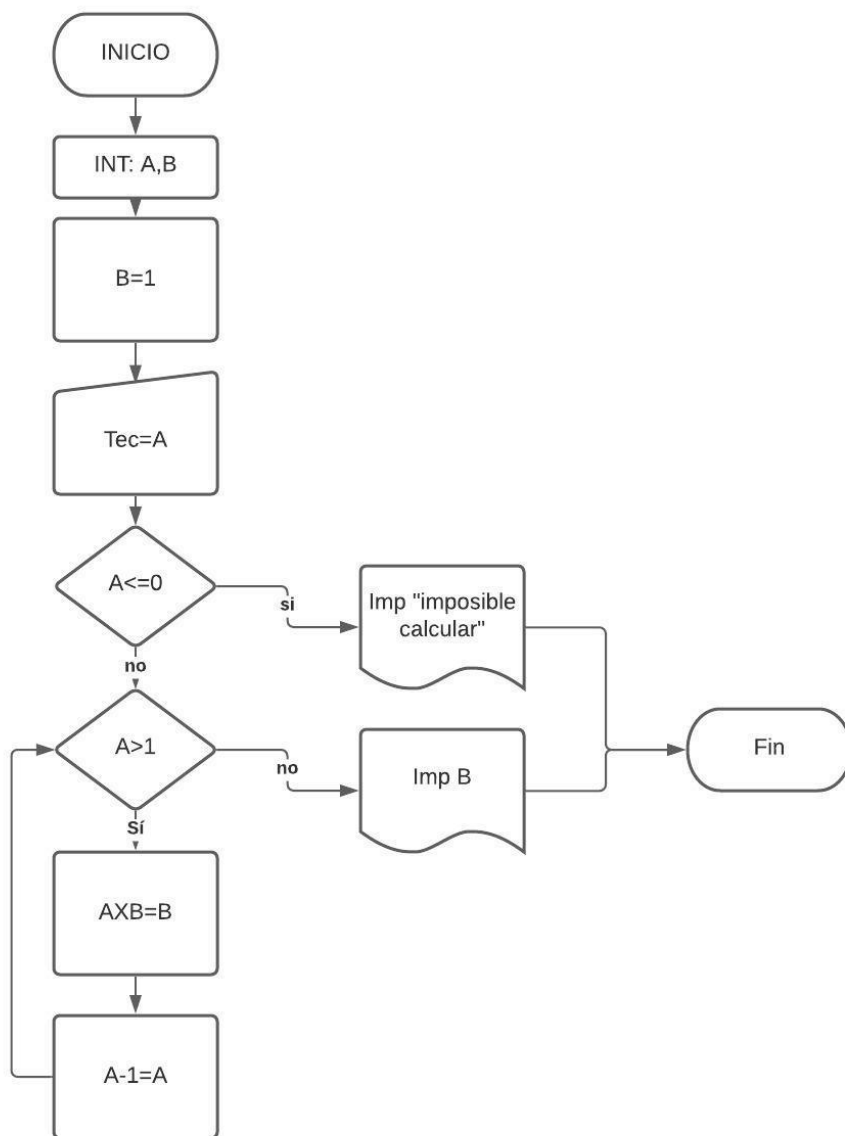 INICIO
INT: A,B
B=1
Tec=A
A<=0
si
Imp "imposible
calcular"
no
A>1
no
Imp B
Fin
Sí
AXB=B
A-1=A